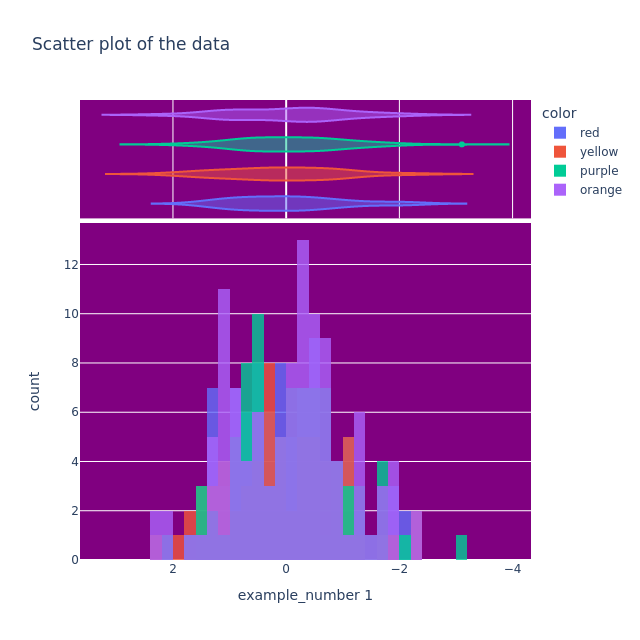 Scatter plot of the data
color
red
yellow
purple
orange
12
10
8
6
4
2
0
count
2
0
−2
−4
example_number 1